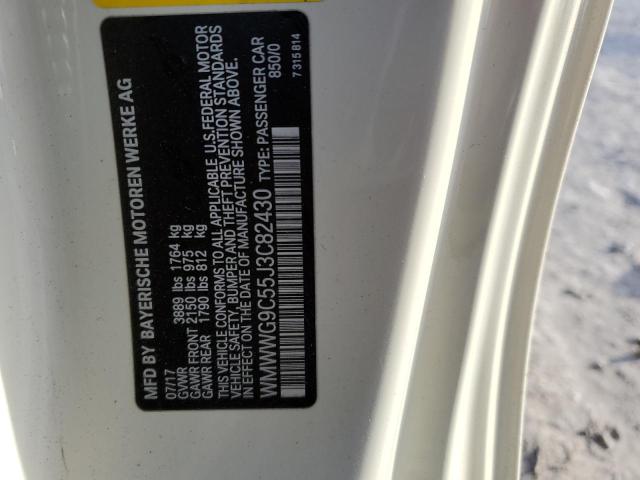 MFD BY BAYERISCHE MOTOREN WERKE AG
07/17
GVWR 3889 lbs 1764 kg
GAWR FRONT 2150 lbs 975 kg
GAWR REAR 1790 lbs 812 kg
THIS VEHICLE CONFORMS TO ALL APPLICABLE U.S. FEDERAL MOTOR
VEHICLE SAFETY, BUMPER AND THEFT PREVENTION STANDARDS
IN EFFECT ON THE DATE OF MANUFACTURE SHOWN ABOVE.
WMWWG9C55J3C82430 TYPE: PASSENGER CAR
850/0
7 315 814